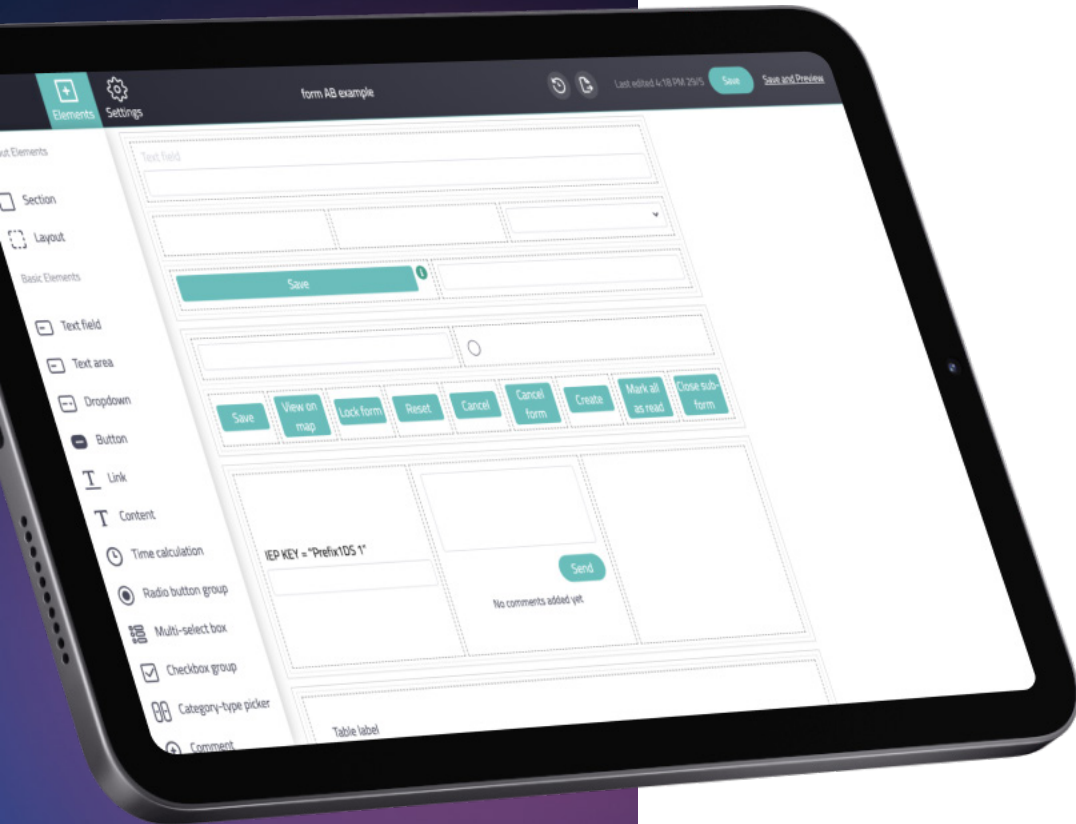 Elements
Settings
form AB example
Last edited 4:18 PM 29/5
Save
Save and Preview
Elements
Section
Layout
Basic Elements
Text field
Text area
Dropdown
Button
Link
Content
Time calculation
Radio button group
Multi-select box
Checkbox group
Category-type picker
Comment
Text field
Save
Save
View on
map
Lock form
Reset
Cancel
Cancel
form
Create
Mark all
as read
Close sub-
form
IEP KEY = "Prefix1DS 1"
Send
No comments added yet
Table label